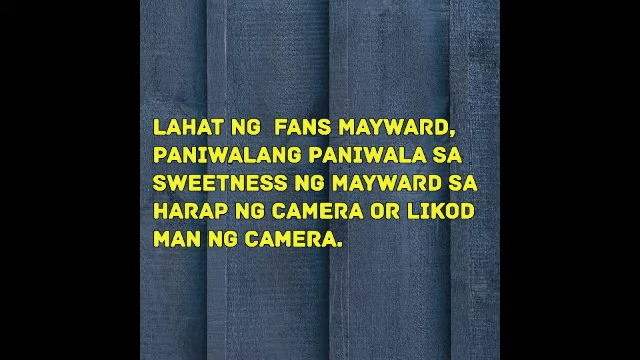 LAHAT NG FANS MAYWARD,
PANIWALANG PANIWALA SA
SWEETNESS NG MAYWARD SA
HARAP NG CAMERA OR LIKOD
MAN NG CAMERA.